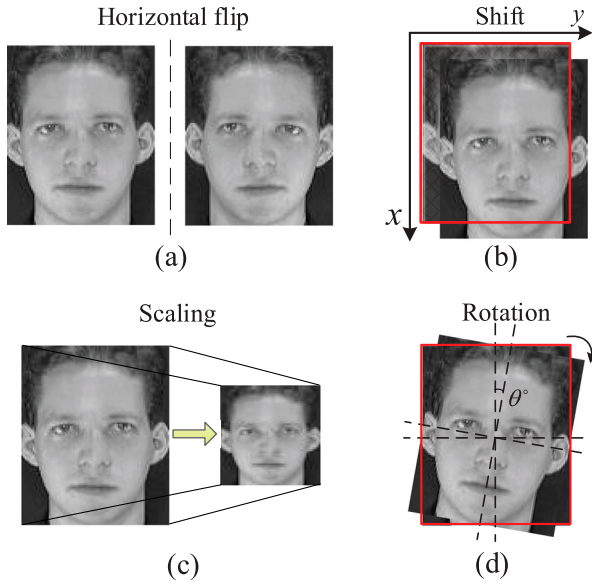 Horizontal flip
Shift
y
x
(a)
(b)
Scaling
Rotation
θ°
(c)
(d)